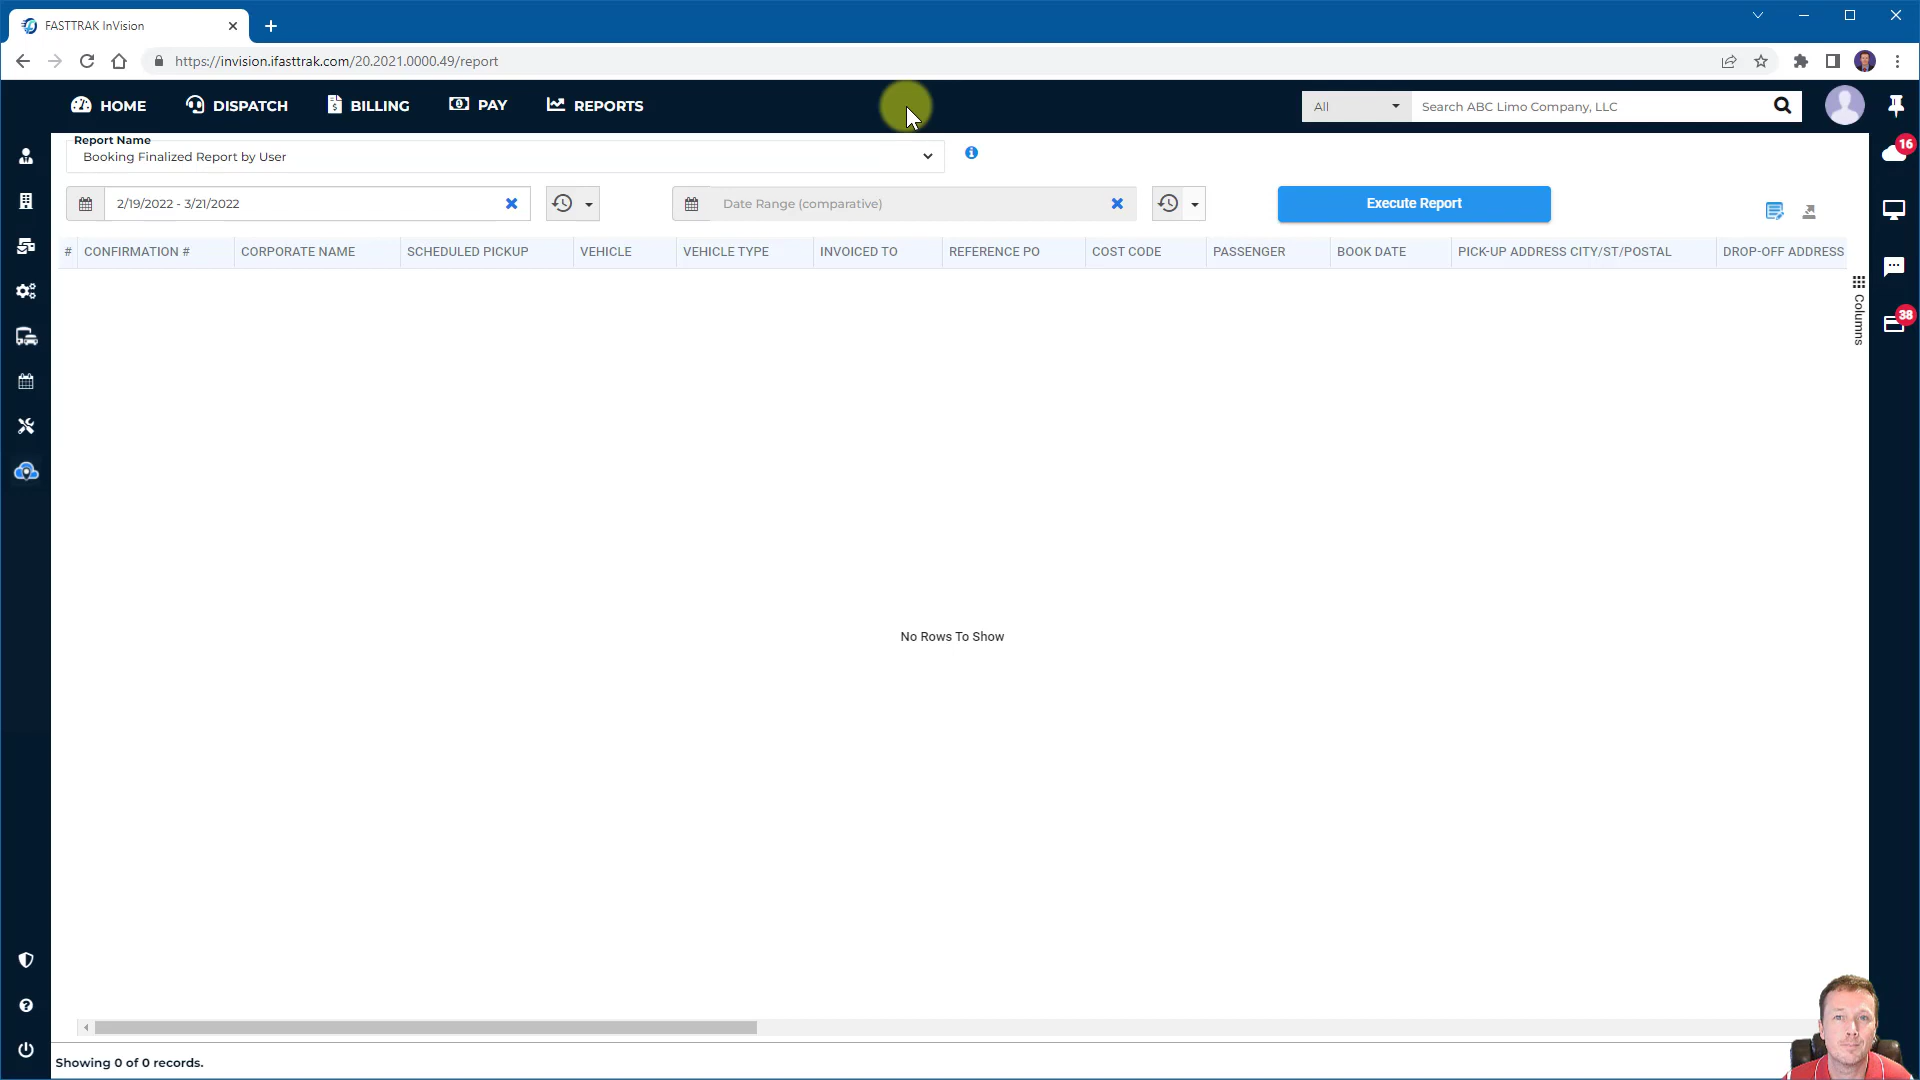 FASTTRAK InVision
https://invision.ifasttrak.com/20.2021.0000.49/report
HOME DISPATCH BILLING PAY REPORTS All Search ABC Limo Company, LLC
16
38
Report Name
Booking Finalized Report by User
2/19/2022 - 3/21/2022 Date Range (comparative) Execute Report
# CONFIRMATION # CORPORATE NAME SCHEDULED PICKUP VEHICLE VEHICLE TYPE INVOICED TO REFERENCE PO COST CODE PASSENGER BOOK DATE PICK-UP ADDRESS CITY/ST/POSTAL DROP-OFF ADDRESS
Columns
No Rows To Show
Showing 0 of 0 records.